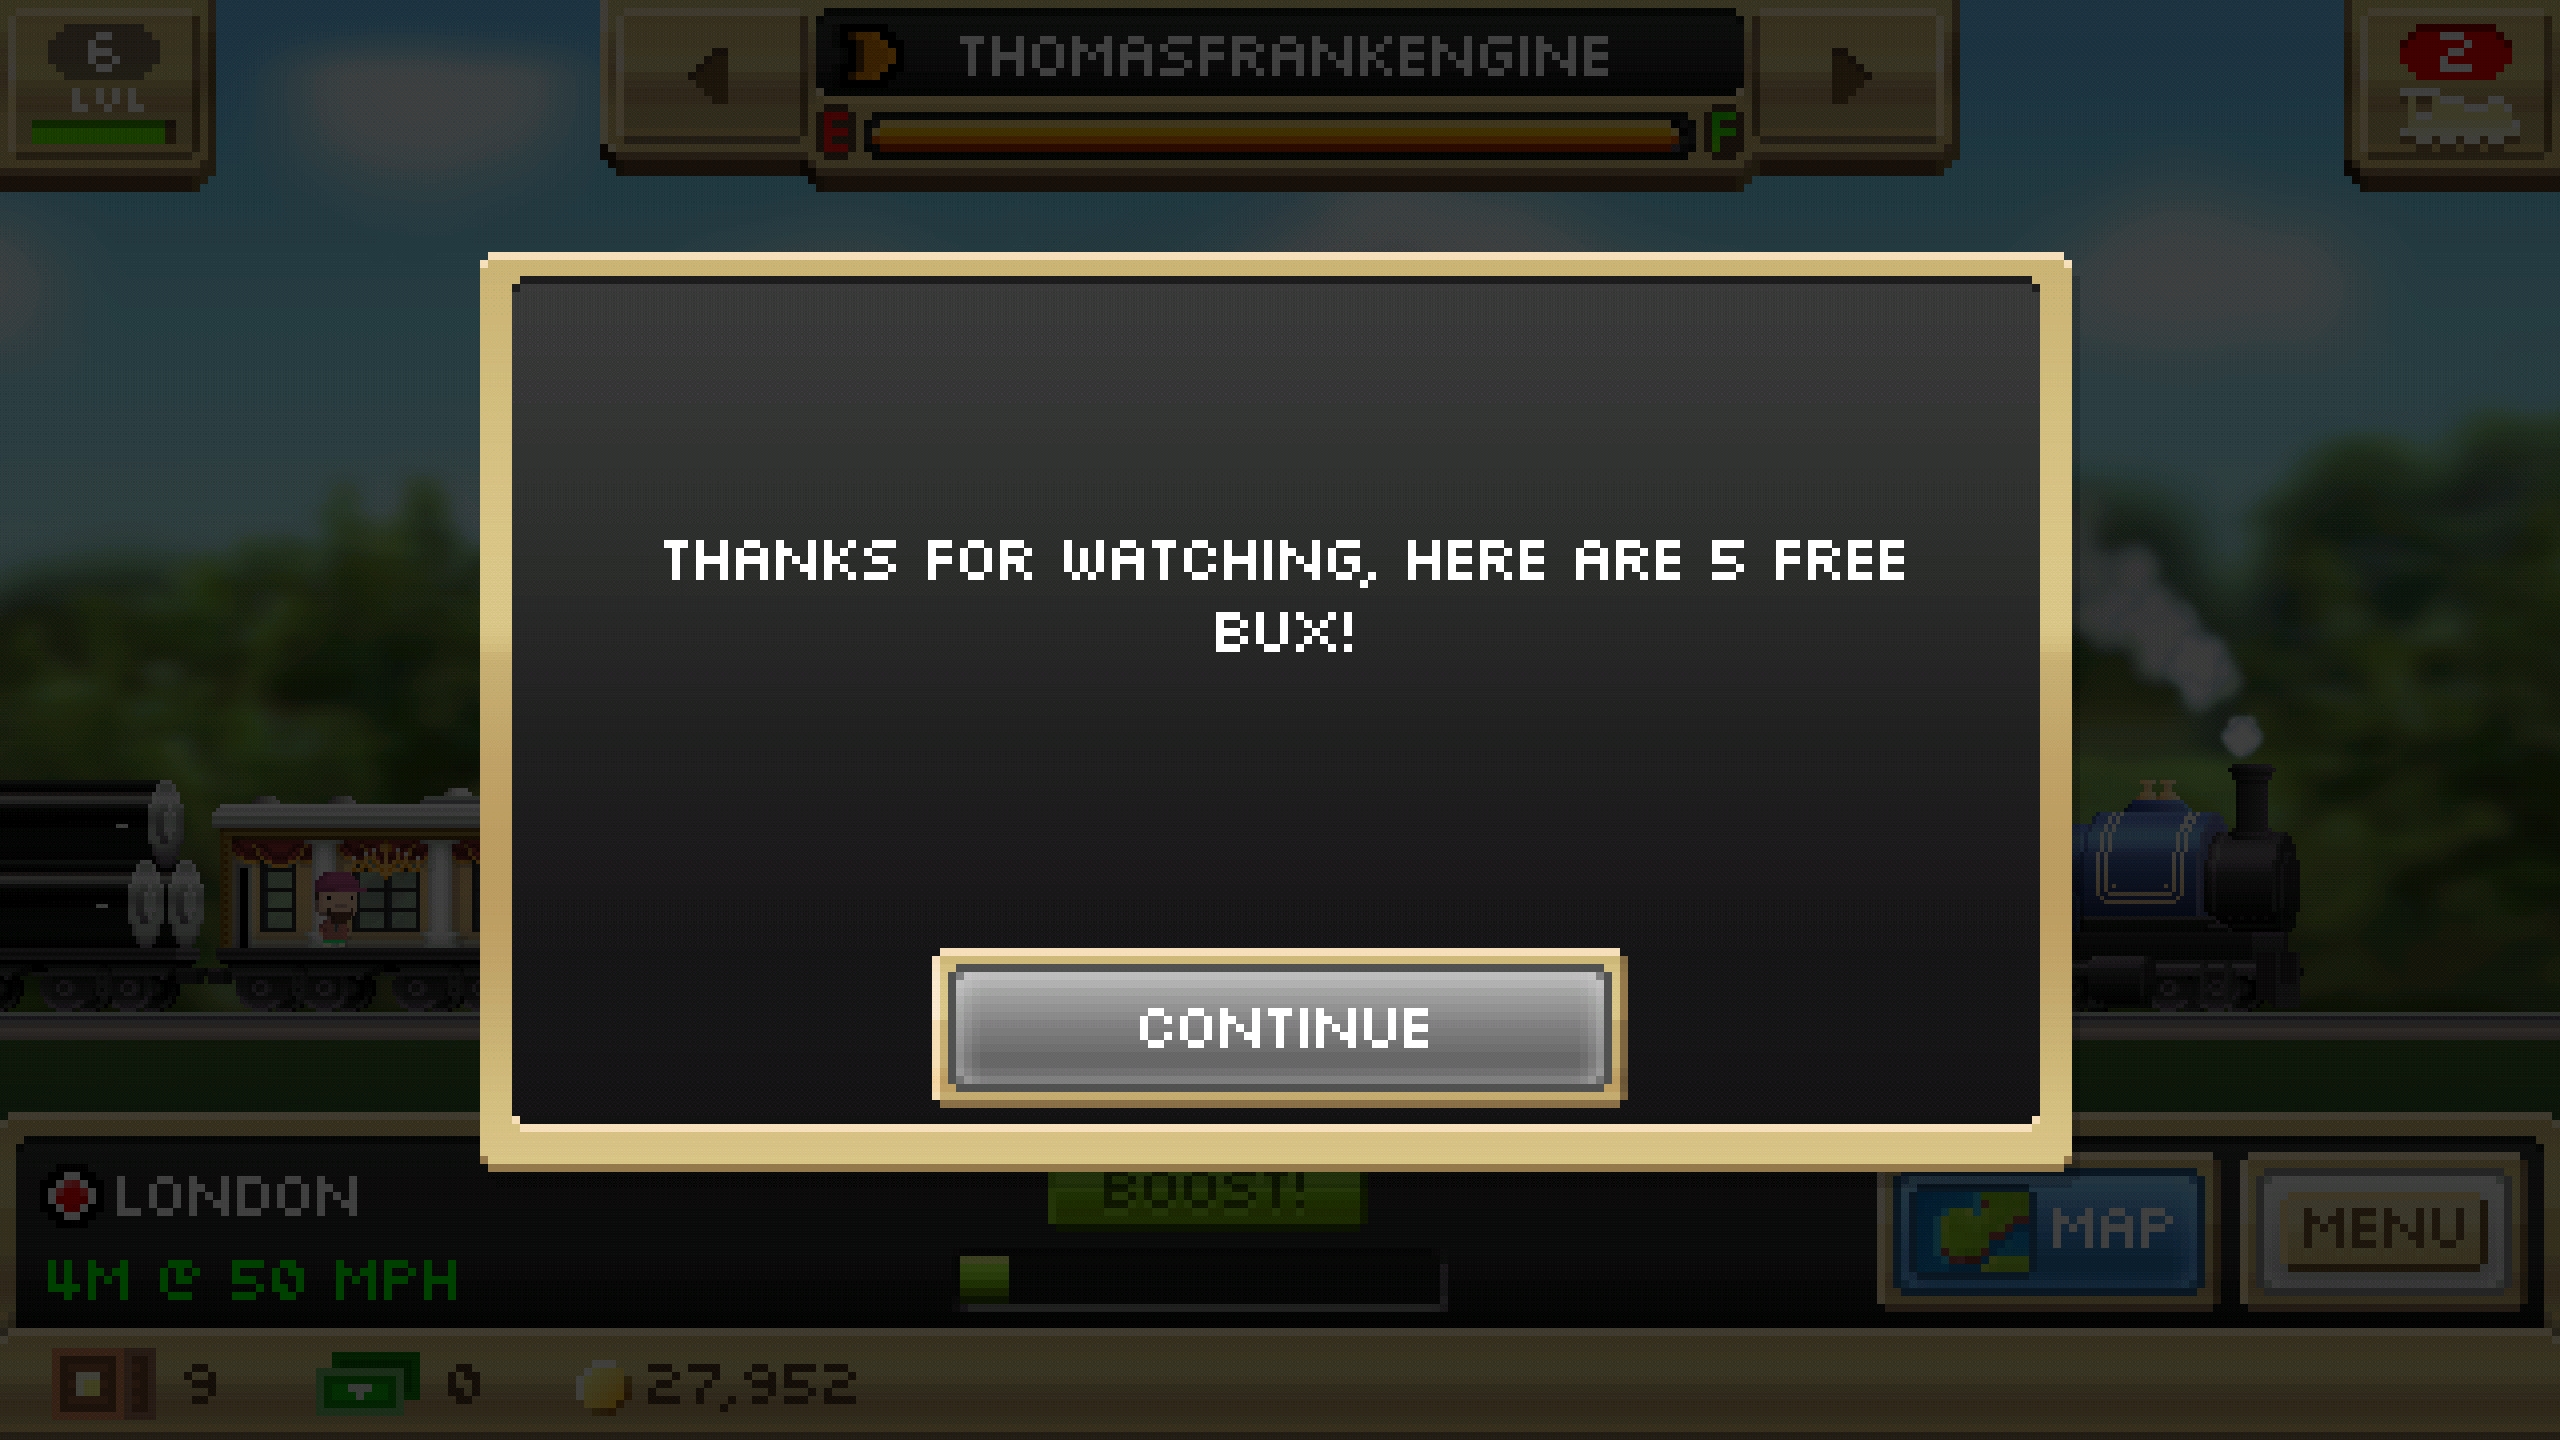 6
LVL
THOMASFRANKENGINE
E F
2
THANKS FOR WATCHING, HERE ARE 5 FREE
BUX!
CONTINUE
LONDON
4M @ 50 MPH
BOOST!
MAP
MENU
9 0 27,952